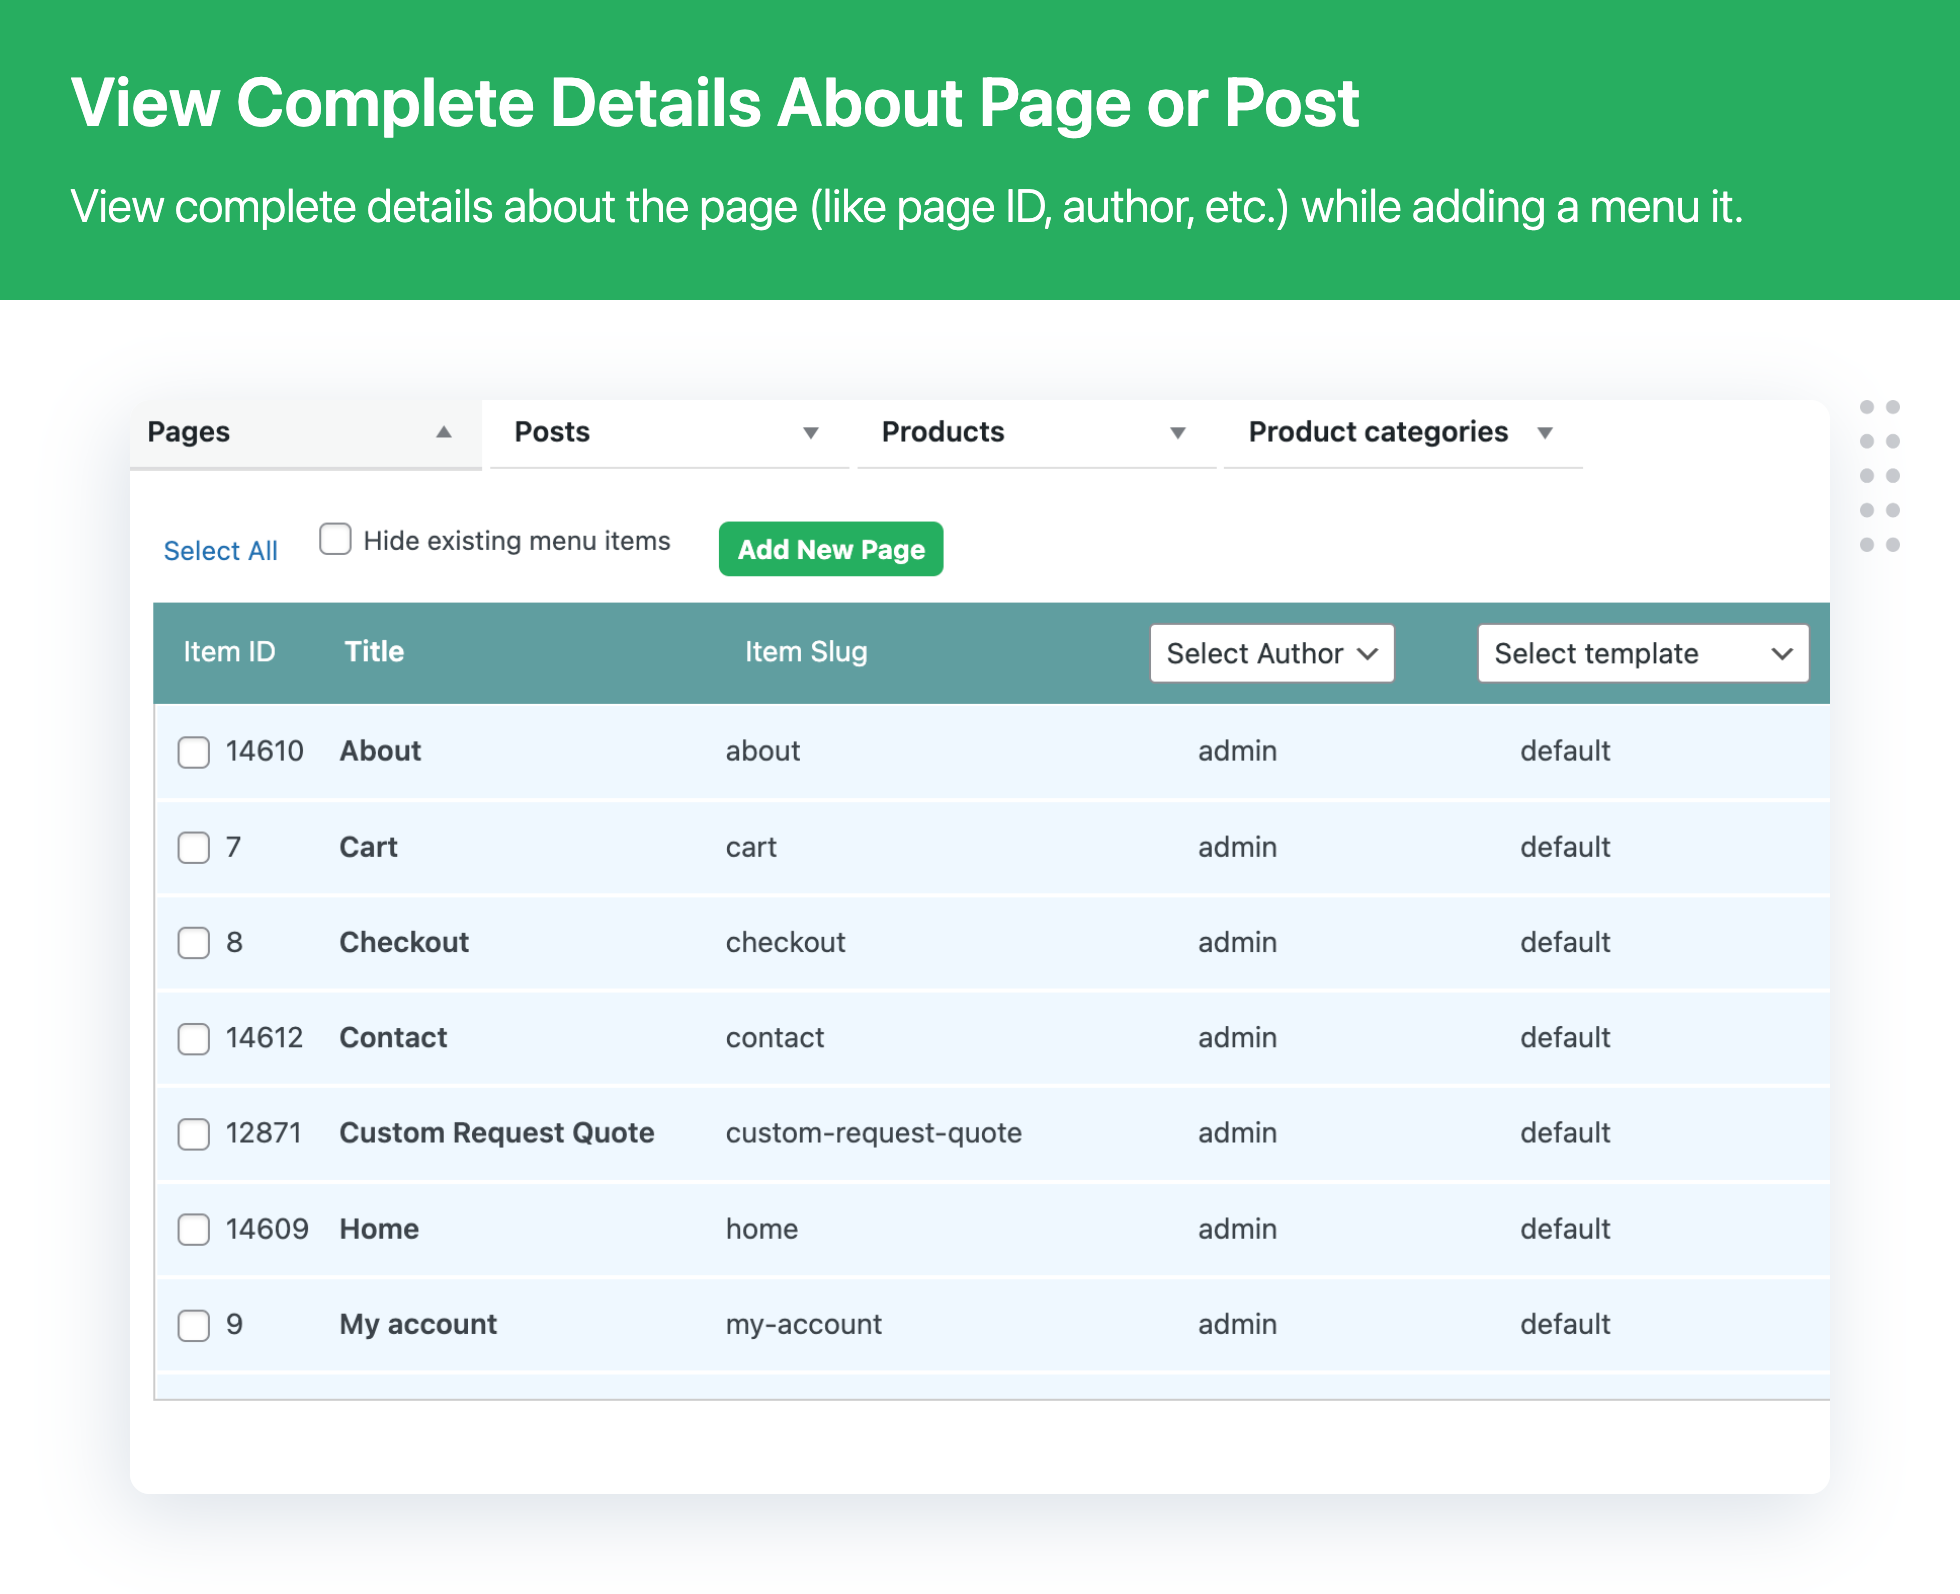 View Complete Details About Page or Post
View complete details about the page (like page ID, author, etc.) while adding a menu it.
Pages Posts Products Product categories
Select All Hide existing menu items Add New Page
Item ID Title Item Slug Select Author Select template
14610 About about admin default
7 Cart cart admin default
8 Checkout checkout admin default
14612 Contact contact admin default
12871 Custom Request Quote custom-request-quote admin default
14609 Home home admin default
9 My account my-account admin default